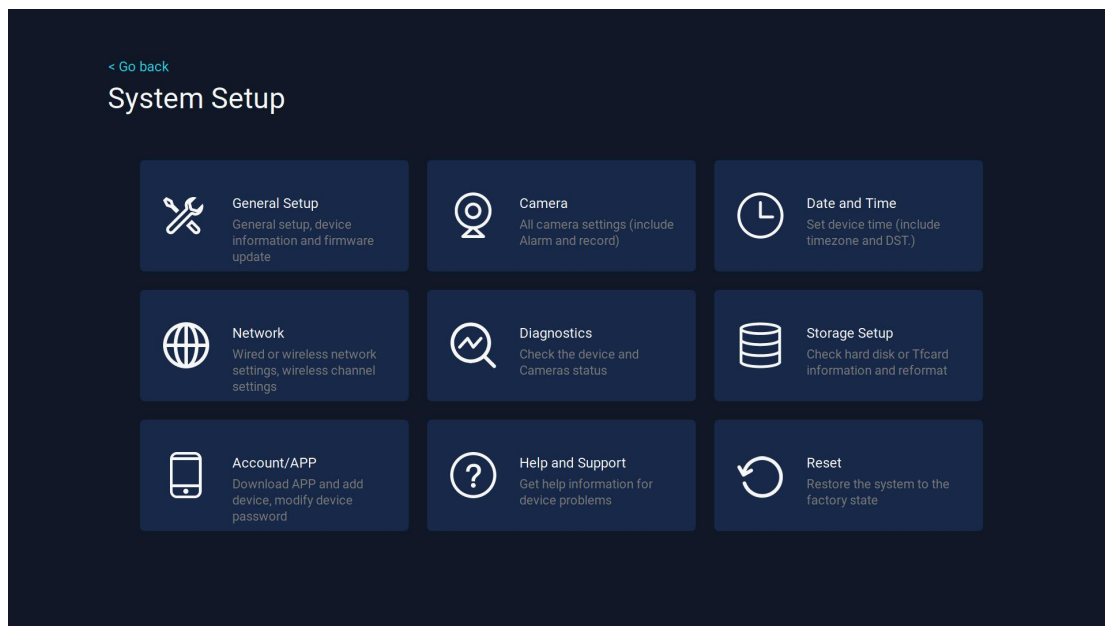 < Go back
System Setup
General Setup
General setup, device
information and firmware
update
Camera
All camera settings (include
Alarm and record)
Date and Time
Set device time (include
timezone and DST.)
Network
Wired or wireless network
settings, wireless channel
settings
Diagnostics
Check the device and
Cameras status
Storage Setup
Check hard disk or Tfcard
information and reformat
Account/APP
Download APP and add
device, modify device
password
Help and Support
Get help information for
device problems
Reset
Restore the system to the
factory state